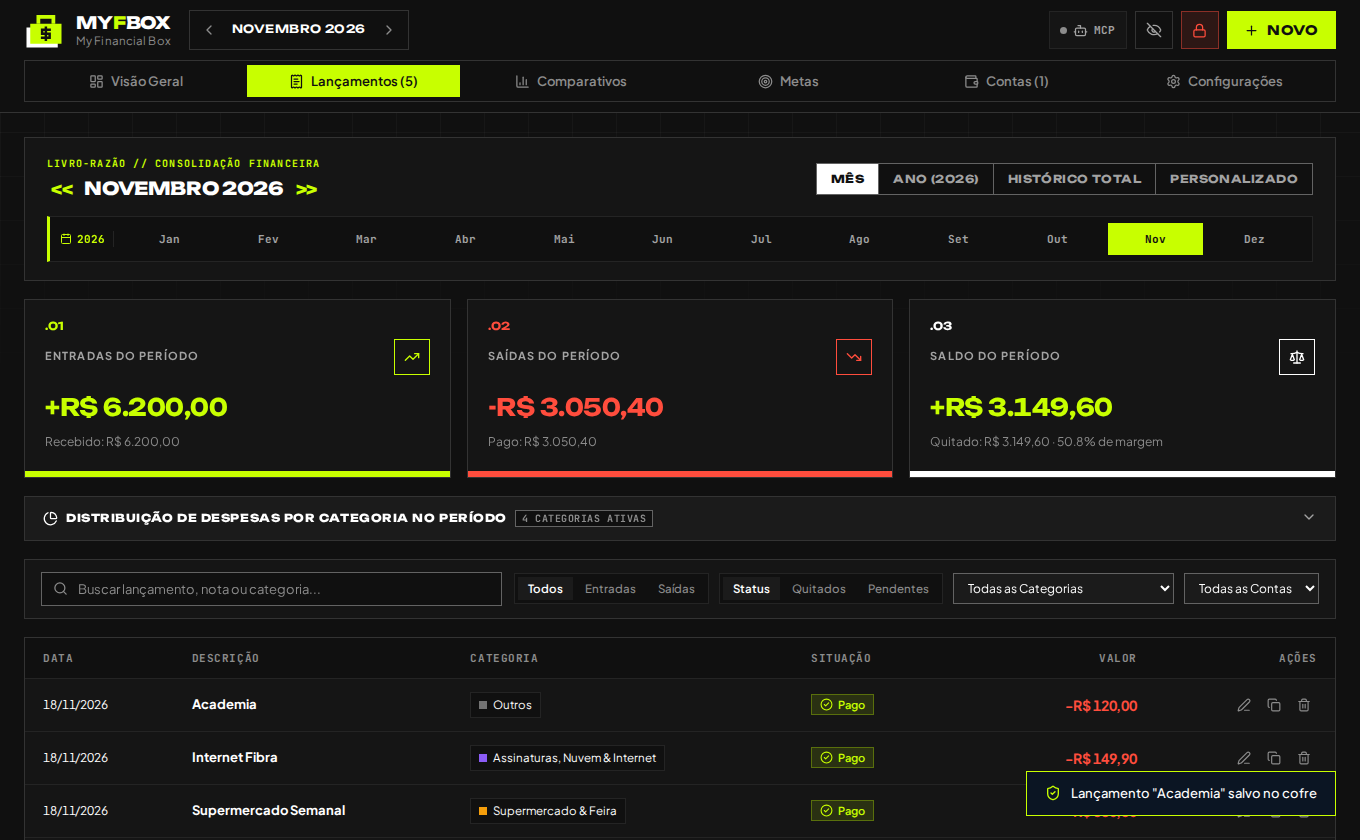 MYFBOX
MyFinancial Box
NOVEMBRO 2026
MCP
+ NOVO
Visão Geral
Lançamentos (5)
Comparativos
Metas
Contas (1)
Configurações
LIVRO-RAZÃO // CONSOLIDAÇÃO FINANCEIRA
<< NOVEMBRO 2026 >>
MÊS
ANO (2026)
HISTÓRICO TOTAL
PERSONALIZADO
2026
Jan
Fev
Mar
Abr
Mai
Jun
Jul
Ago
Set
Out
Nov
Dez
.01
ENTRADAS DO PERÍODO
+R$ 6.200,00
Recebido: R$ 6.200,00
.02
SAÍDAS DO PERÍODO
-R$ 3.050,40
Pago: R$ 3.050,40
.03
SALDO DO PERÍODO
+R$ 3.149,60
Quitado: R$ 3.149,60 · 50.8% de margem
DISTRIBUIÇÃO DE DESPESAS POR CATEGORIA NO PERÍODO
4 CATEGORIAS ATIVAS
Buscar lançamento, nota ou categoria...
Todos
Entradas
Saídas
Status
Quitados
Pendentes
Todas as Categorias
Todas as Contas
DATA
DESCRIÇÃO
CATEGORIA
SITUAÇÃO
VALOR
AÇÕES
18/11/2026
Academia
Outros
Pago
-R$ 120,00
18/11/2026
Internet Fibra
Assinaturas, Nuvem & Internet
Pago
-R$ 149,90
18/11/2026
Supermercado Semanal
Supermercado & Feira
Pago
Lançamento "Academia" salvo no cofre